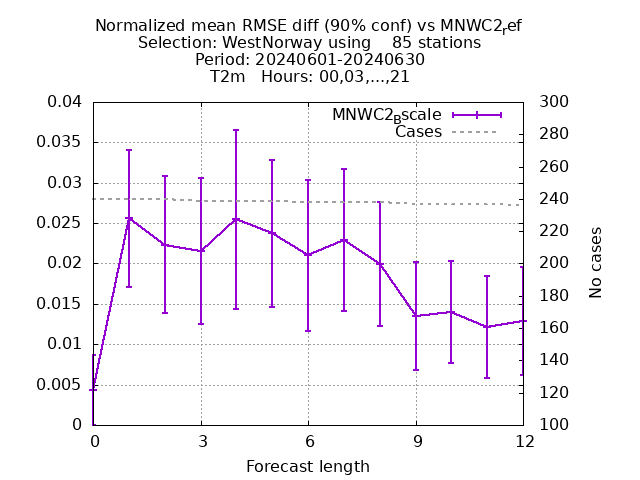 Normalized mean RMSE diff (90% conf) vs MNWC2ref
Selection: WestNorway using    85 stations
Period: 20240601-20240630
T2m   Hours: 00,03,...,21
MNWC2Bscale
Cases
0.04
0.035
0.03
0.025
0.02
0.015
0.01
0.005
0
300
280
260
240
220
200
180
160
140
120
100
No cases
0 3 6 9 12
Forecast length